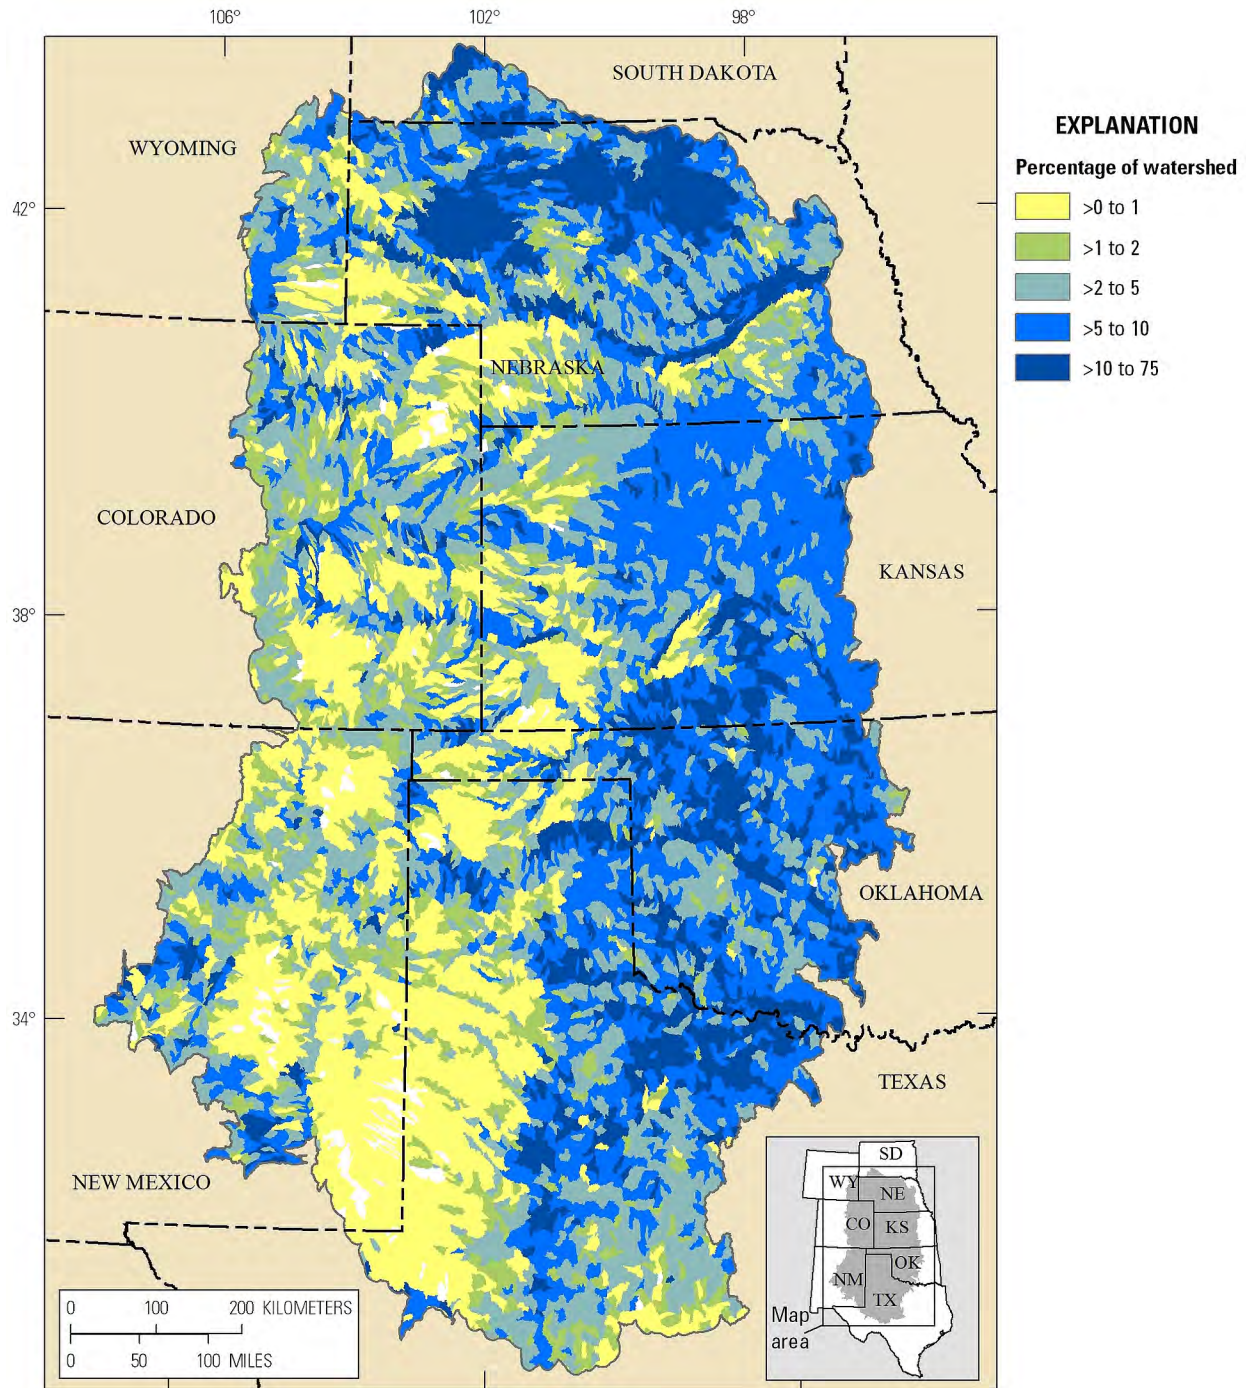 106°
102°
98°
SOUTH DAKOTA
WYOMING
42°
NEBRASKA
COLORADO
KANSAS
38°
OKLAHOMA
34°
TEXAS
NEW MEXICO
EXPLANATION
Percentage of watershed
>0 to 1
>1 to 2
>2 to 5
>5 to 10
>10 to 75
0 100 200 KILOMETERS
0 50 100 MILES
SD
WY
NE
CO
KS
OK
NM
TX
Map
area